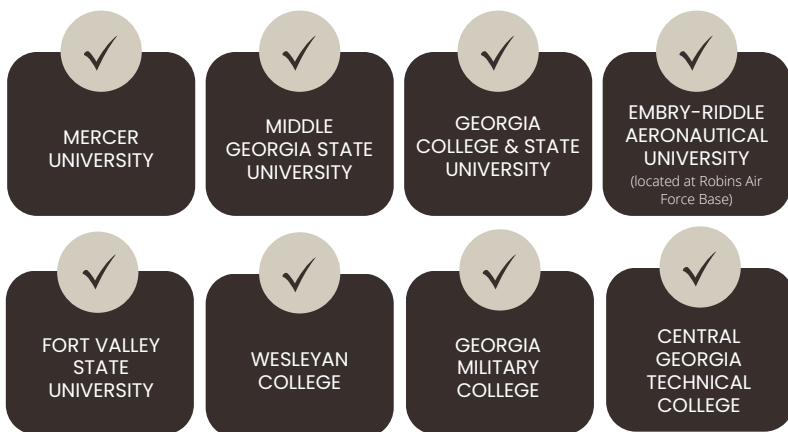 MERCER
UNIVERSITY
MIDDLE
GEORGIA STATE
UNIVERSITY
GEORGIA
COLLEGE & STATE
UNIVERSITY
EMBRY-RIDDLE
AERONAUTICAL
UNIVERSITY
(located at Robins Air
Force Base)
FORT VALLEY
STATE
UNIVERSITY
WESLEYAN
COLLEGE
GEORGIA
MILITARY
COLLEGE
CENTRAL
GEORGIA
TECHNICAL
COLLEGE